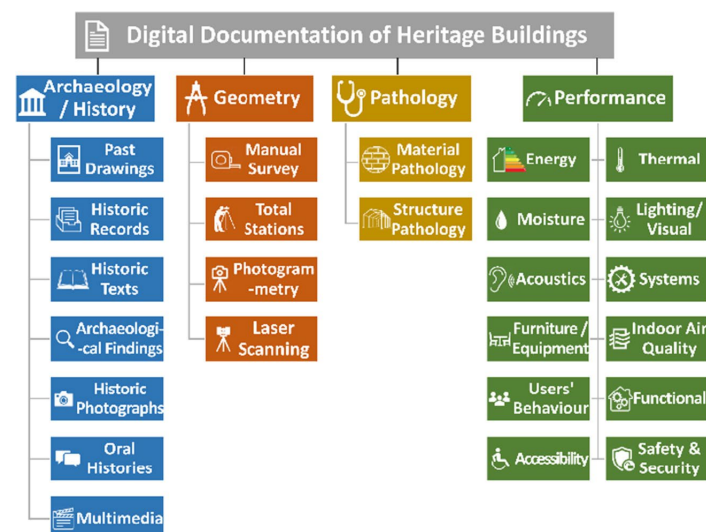 Digital Documentation of Heritage Buildings
Archaeology
/ History
Past
Drawings
Historic
Records
Historic
Texts
Archaeologi-
-cal Findings
Historic
Photographs
Oral
Histories
Multimedia
Geometry
Manual
Survey
Total
Stations
Photogram
-metry
Laser
Scanning
Pathology
Material
Pathology
Structure
Pathology
Performance
Energy
Thermal
Moisture
Lighting/
Visual
Acoustics
Systems
Furniture /
Equipment
Indoor Air
Quality
Users'
Behaviour
Functional
Accessibility
Safety &
Security